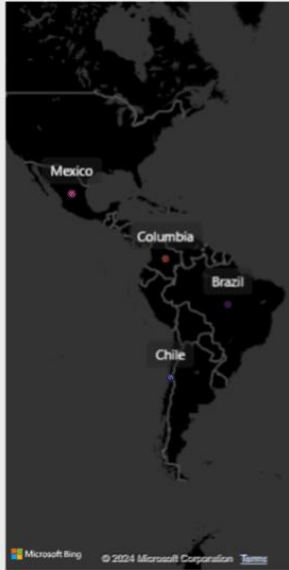 Mexico
Columbia
Brazil
Chile
Microsoft Bing
© 2024 Microsoft Corporation Terms